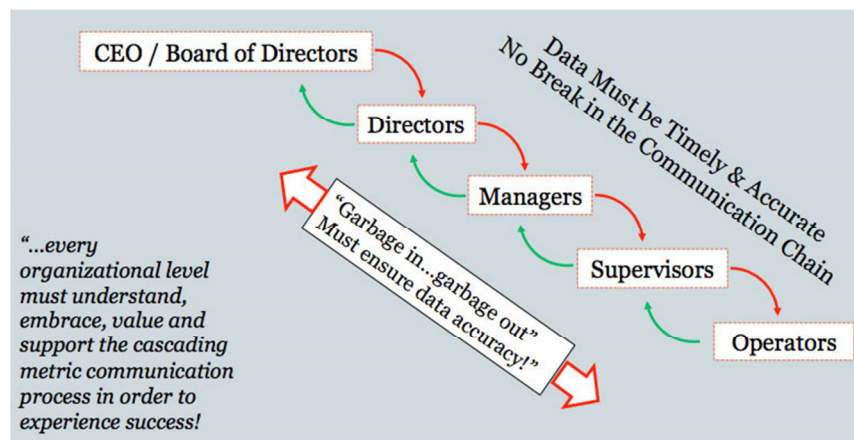 CEO / Board of Directors
Directors
Managers
Supervisors
Operators
Data Must be Timely & Accurate
No Break in the Communication Chain
“Garbage in...garbage out”
Must ensure data accuracy!”
“...every
organizational level
must understand,
embrace, value and
support the cascading
metric communication
process in order to
experience success!